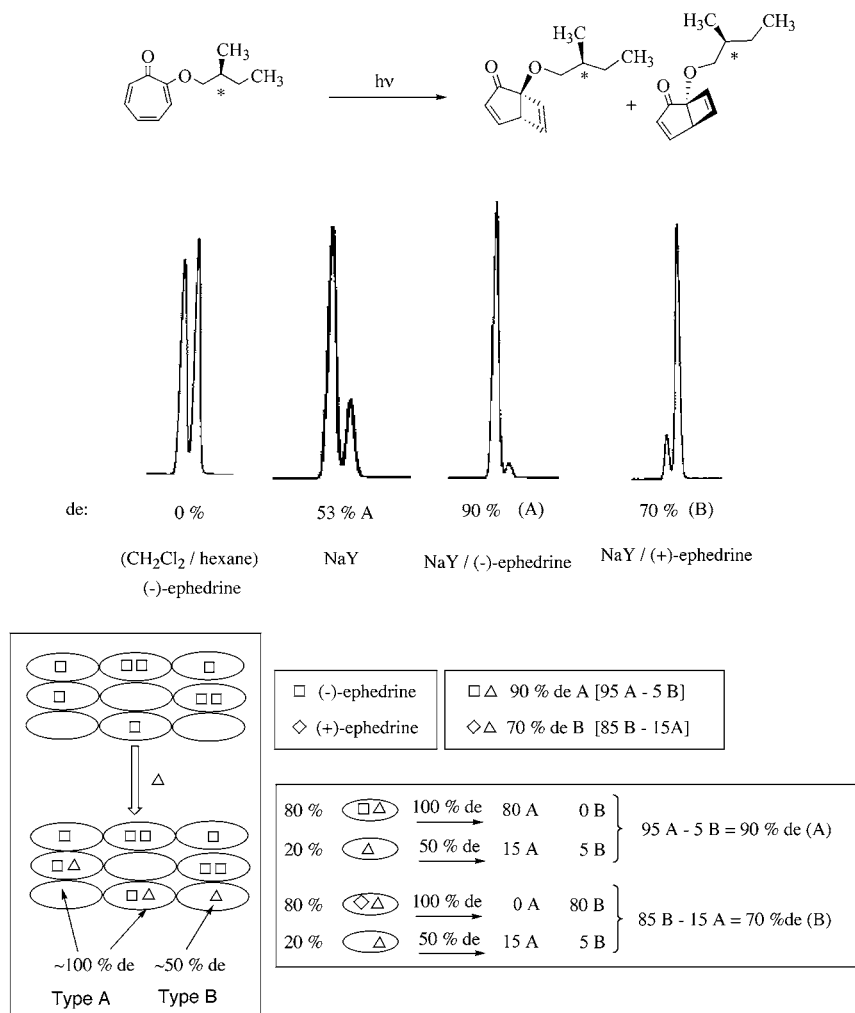 O
O
CH₃
CH₃
*
hν
H₃C
CH₃
O
O
*
+
H₃C
CH₃
O
O
*
de:
0 %
53 % A
90 % (A)
70 % (B)
(CH₂Cl₂ / hexane)
(-)-ephedrine
NaY
NaY / (-)-ephedrine
NaY / (+)-ephedrine
□ (-)-ephedrine
◇ (+)-ephedrine
□△ 90 % de A [95 A - 5 B]
◇△ 70 % de B [85 B - 15A]
△
80 % □△ 100 % de 80 A 0 B
20 % △ 50 % de 15 A 5 B
95 A - 5 B = 90 % de (A)
80 % ◇△ 100 % de 0 A 80 B
20 % △ 50 % de 15 A 5 B
85 B - 15 A = 70 %de (B)
~100 % de ~50 % de
Type A Type B